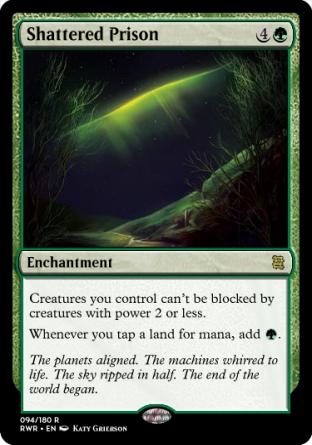 Shattered Prison 4
Enchantment
Creatures you control can't be blocked by
creatures with power 2 or less.
Whenever you tap a land for mana, add .
The planets aligned. The machines whirred to
life. The sky ripped in half. The end of the
world began.
094/180 R
RWR • EN Katy Grierson